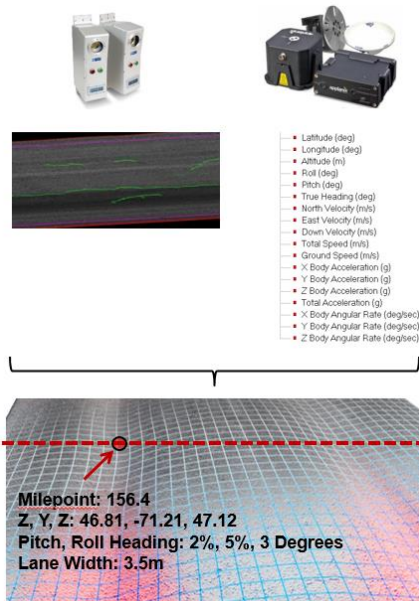 Latitude (deg)
Longitude (deg)
Altitude (m)
Roll (deg)
Pitch (deg)
True Heading (deg)
North Velocity (m/s)
East Velocity (m/s)
Down Velocity (m/s)
Total Speed (m/s)
Ground Speed (m/s)
X Body Acceleration (g)
Y Body Acceleration (g)
Z Body Acceleration (g)
Total Acceleration (g)
X Body Angular Rate (deg/sec)
Y Body Angular Rate (deg/sec)
Z Body Angular Rate (deg/sec)
Milepoint: 156.4
Z, Y, Z: 46.81, -71.21, 47.12
Pitch, Roll Heading: 2%, 5%, 3 Degrees
Lane Width: 3.5m